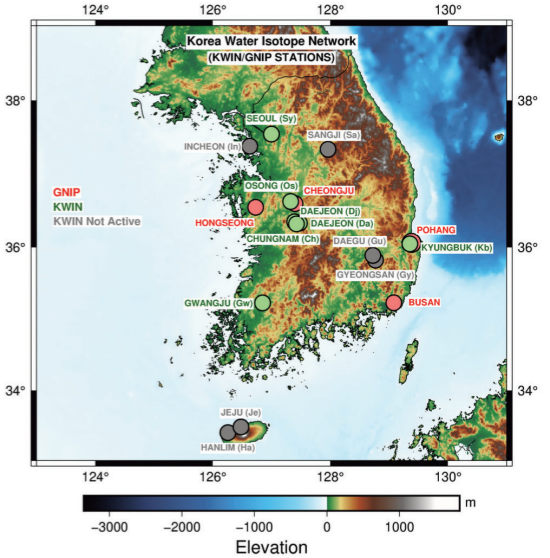 124° 126° 128° 130°
Korea Water Isotope Network
(KWIN/GNIP STATIONS)
38° 38°
SEOUL (Sy)
SANGJI (Sa)
INCHEON (In)
OSONG (Os)
CHEONGJU
GNIP
KWIN
KWIN Not Active
HONGSEONG
DAEJEON (Dj)
DAEJEON (Da)
POHANG
CHUNGNAM (Ch)
DAEGU (Gu)
KYUNGBUK (Kb)
36° 36°
GYEONGSAN (Gy)
GWANGJU (Gw)
BUSAN
34° 34°
JEJU (Je)
HANLIM (Ha)
124° 126° 128° 130°
m
−3000 −2000 −1000 0 1000
Elevation